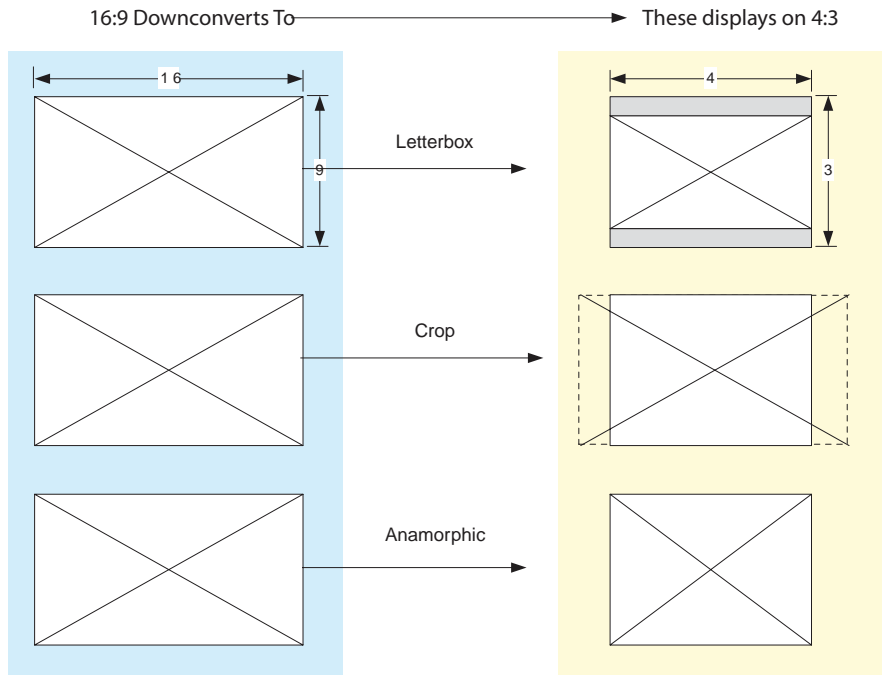 16:9 Downconverts To
These displays on 4:3
1 6
4
9
Letterbox
3
Crop
Anamorphic